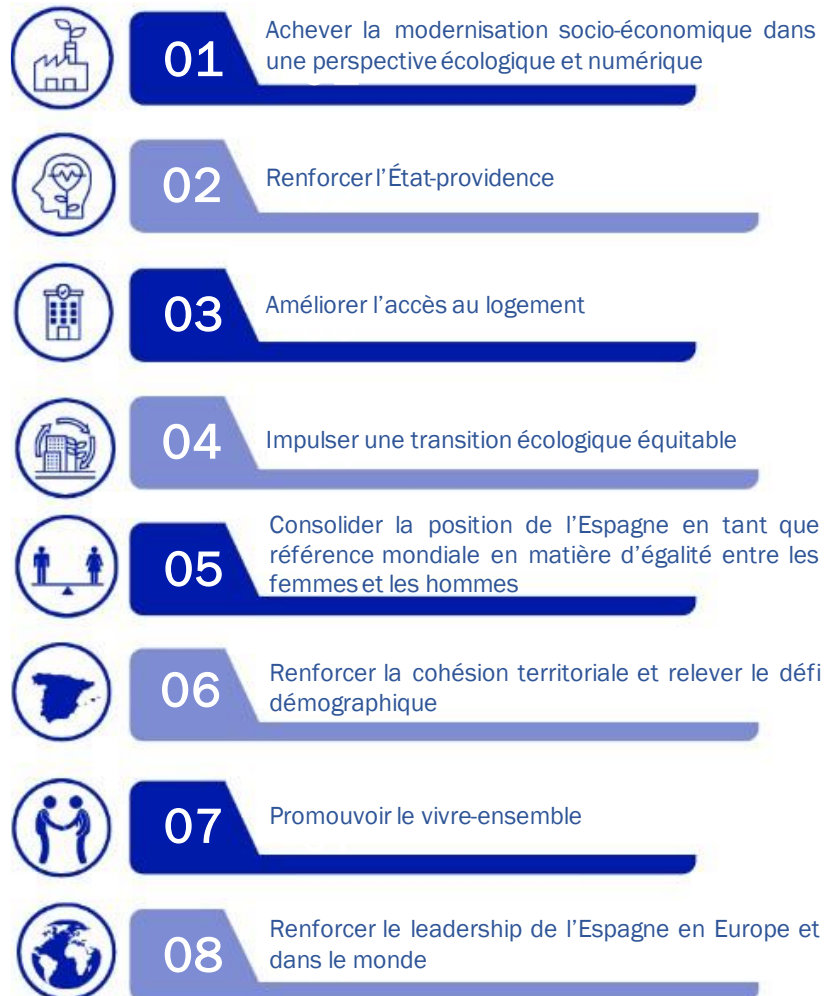 01
Achever la modernisation socio-économique dans
une perspective écologique et numérique
02
Renforcer l'État-providence
03
Améliorer l'accès au logement
04
Impulser une transition écologique équitable
05
Consolider la position de l'Espagne en tant que
référence mondiale en matière d'égalité entre les
femmes et les hommes
06
Renforcer la cohésion territoriale et relever le défi
démographique
07
Promouvoir le vivre-ensemble
08
Renforcer le leadership de l'Espagne en Europe et
dans le monde